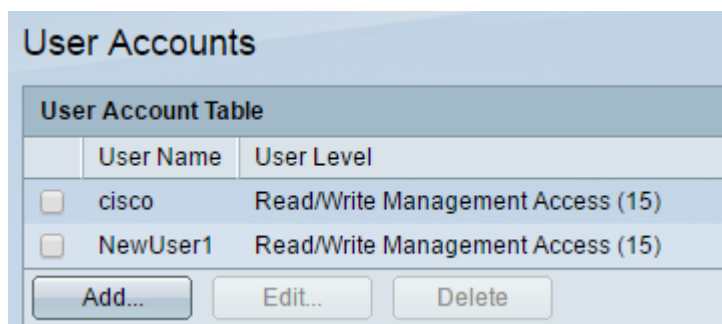 User Accounts
User Account Table
User Name User Level
cisco Read/Write Management Access (15)
NewUser1 Read/Write Management Access (15)
Add... Edit... Delete